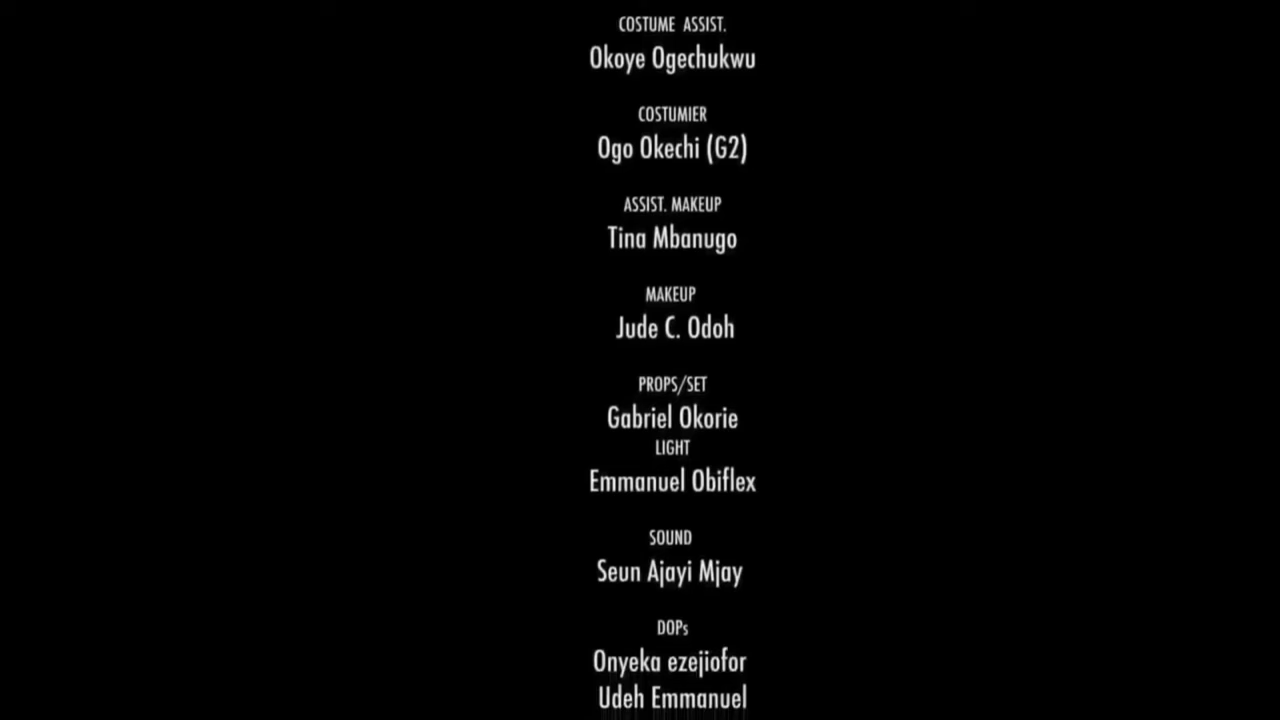 COSTUME ASSIST.
Okoye Ogechukwu
COSTUMIER
Ogo Okechi (G2)
ASSIST. MAKEUP
Tina Mbanugo
MAKEUP
Jude C. Odoh
PROPS/SET
Gabriel Okorie
LIGHT
Emmanuel Obiflex
SOUND
Seun Ajayi Mjay
DOPs
Onyeka ezejiofor
Udeh Emmanuel